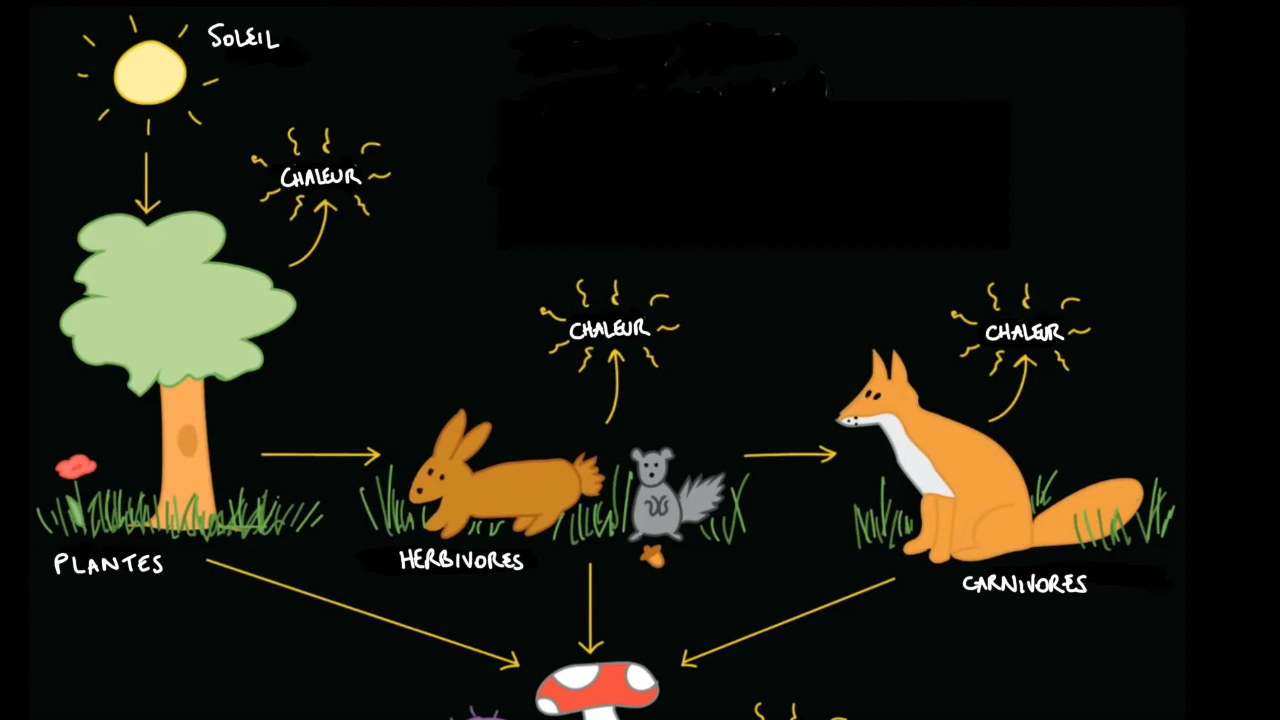 SOLEIL
CHALEUR
CHALEUR
CHALEUR
PLANTES
HERBIVORES
CARNIVORES